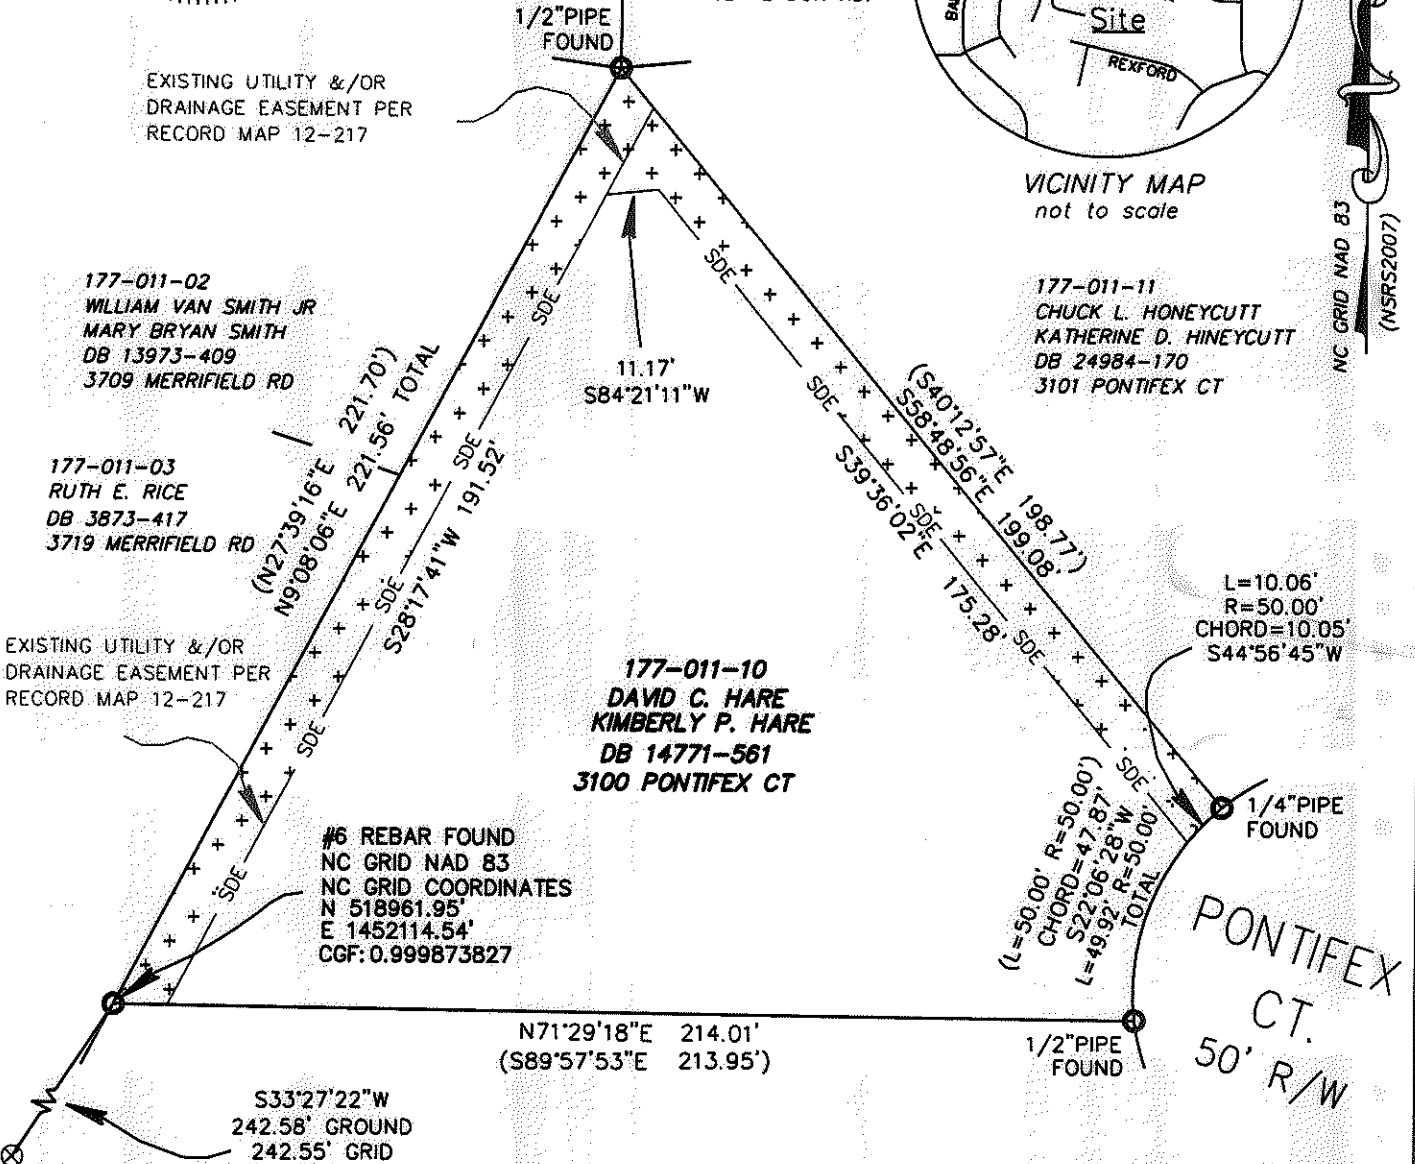 1/2"PIPE
FOUND
EXISTING UTILITY &/OR
DRAINAGE EASEMENT PER
RECORD MAP 12-217
Site
REXFORD
VICINITY MAP
not to scale
NC GRID NAD 83
(NSRS2007)
177-011-02
WILLIAM VAN SMITH JR
MARY BRYAN SMITH
DB 13973-409
3709 MERRIFIELD RD
177-011-11
CHUCK L. HONEYCUTT
KATHERINE D. HINEYCUTT
DB 24984-170
3101 PONTIFEX CT
11.17'
S84°21'11"W
SDE
SDE
SDE
SDE
SDE
SDE
SDE
SDE
SDE
SDE
(N27°39'16"E 221.70')
N9°08'06"E 221.56' TOTAL
S28°17'41"W 191.52'
(S40°12'57"E 198.77')
S58°48'56"E 199.08'
S39°36'02"E 175.28'
177-011-03
RUTH E. RICE
DB 3873-417
3719 MERRIFIELD RD
L=10.06'
R=50.00'
CHORD=10.05'
S44°56'45"W
EXISTING UTILITY &/OR
DRAINAGE EASEMENT PER
RECORD MAP 12-217
177-011-10
DAVID C. HARE
KIMBERLY P. HARE
DB 14771-561
3100 PONTIFEX CT
#6 REBAR FOUND
NC GRID NAD 83
NC GRID COORDINATES
N 518961.95'
E 1452114.54'
CGF: 0.999873827
(L=50.00' R=50.00')
CHORD=47.87'
S22°06'28"W
L=49.92' R=50.00'
TOTAL
1/4"PIPE
FOUND
PONTIFEX
CT.
50' R/W
N71°29'18"E 214.01'
(S89°57'53"E 213.95')
1/2"PIPE
FOUND
S33°27'22"W
242.58' GROUND
242.55' GRID